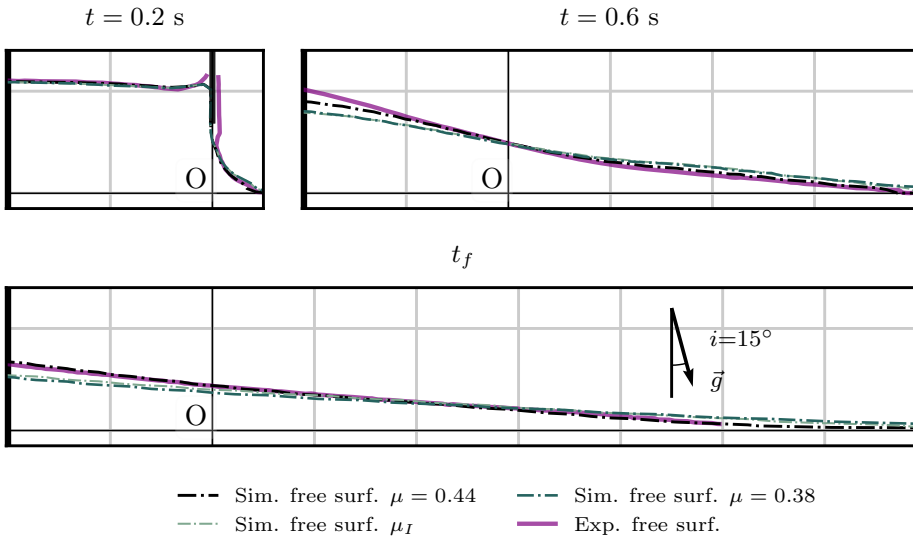 t = 0.2 s
t = 0.6 s
O
O
t_f
i=15°
g⃗
O
Sim. free surf. μ = 0.44
Sim. free surf. μ = 0.38
Sim. free surf. μ_I
Exp. free surf.